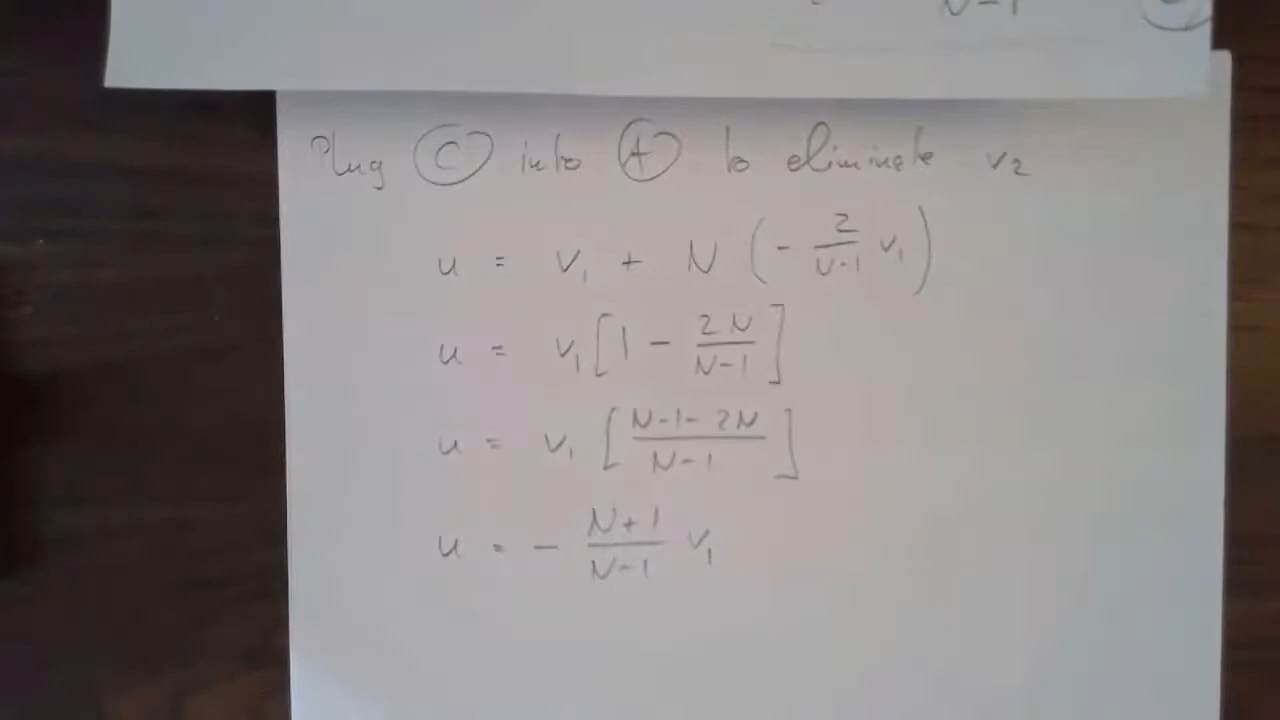 N-1
Plug C into A to eliminate v2
u = v1 + N (- 2/N-1 v1)
u = v1 [1 - 2N/N-1]
u = v1 [N-1-2N/N-1]
u = - N+1/N-1 v1